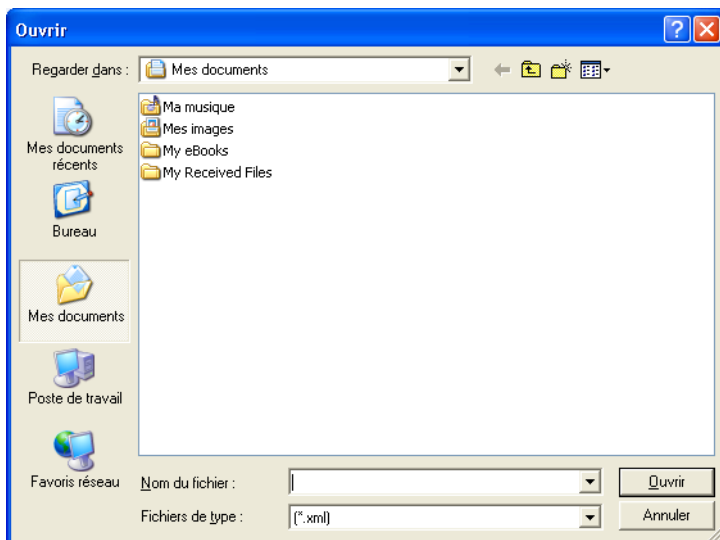 Ouvrir
Regarder dans : Mes documents
Ma musique
Mes images
My eBooks
My Received Files
Mes documents
récents
Bureau
Mes documents
Poste de travail
Favoris réseau
Nom du fichier : Ouvrir
Fichiers de type : (*.xml) Annuler